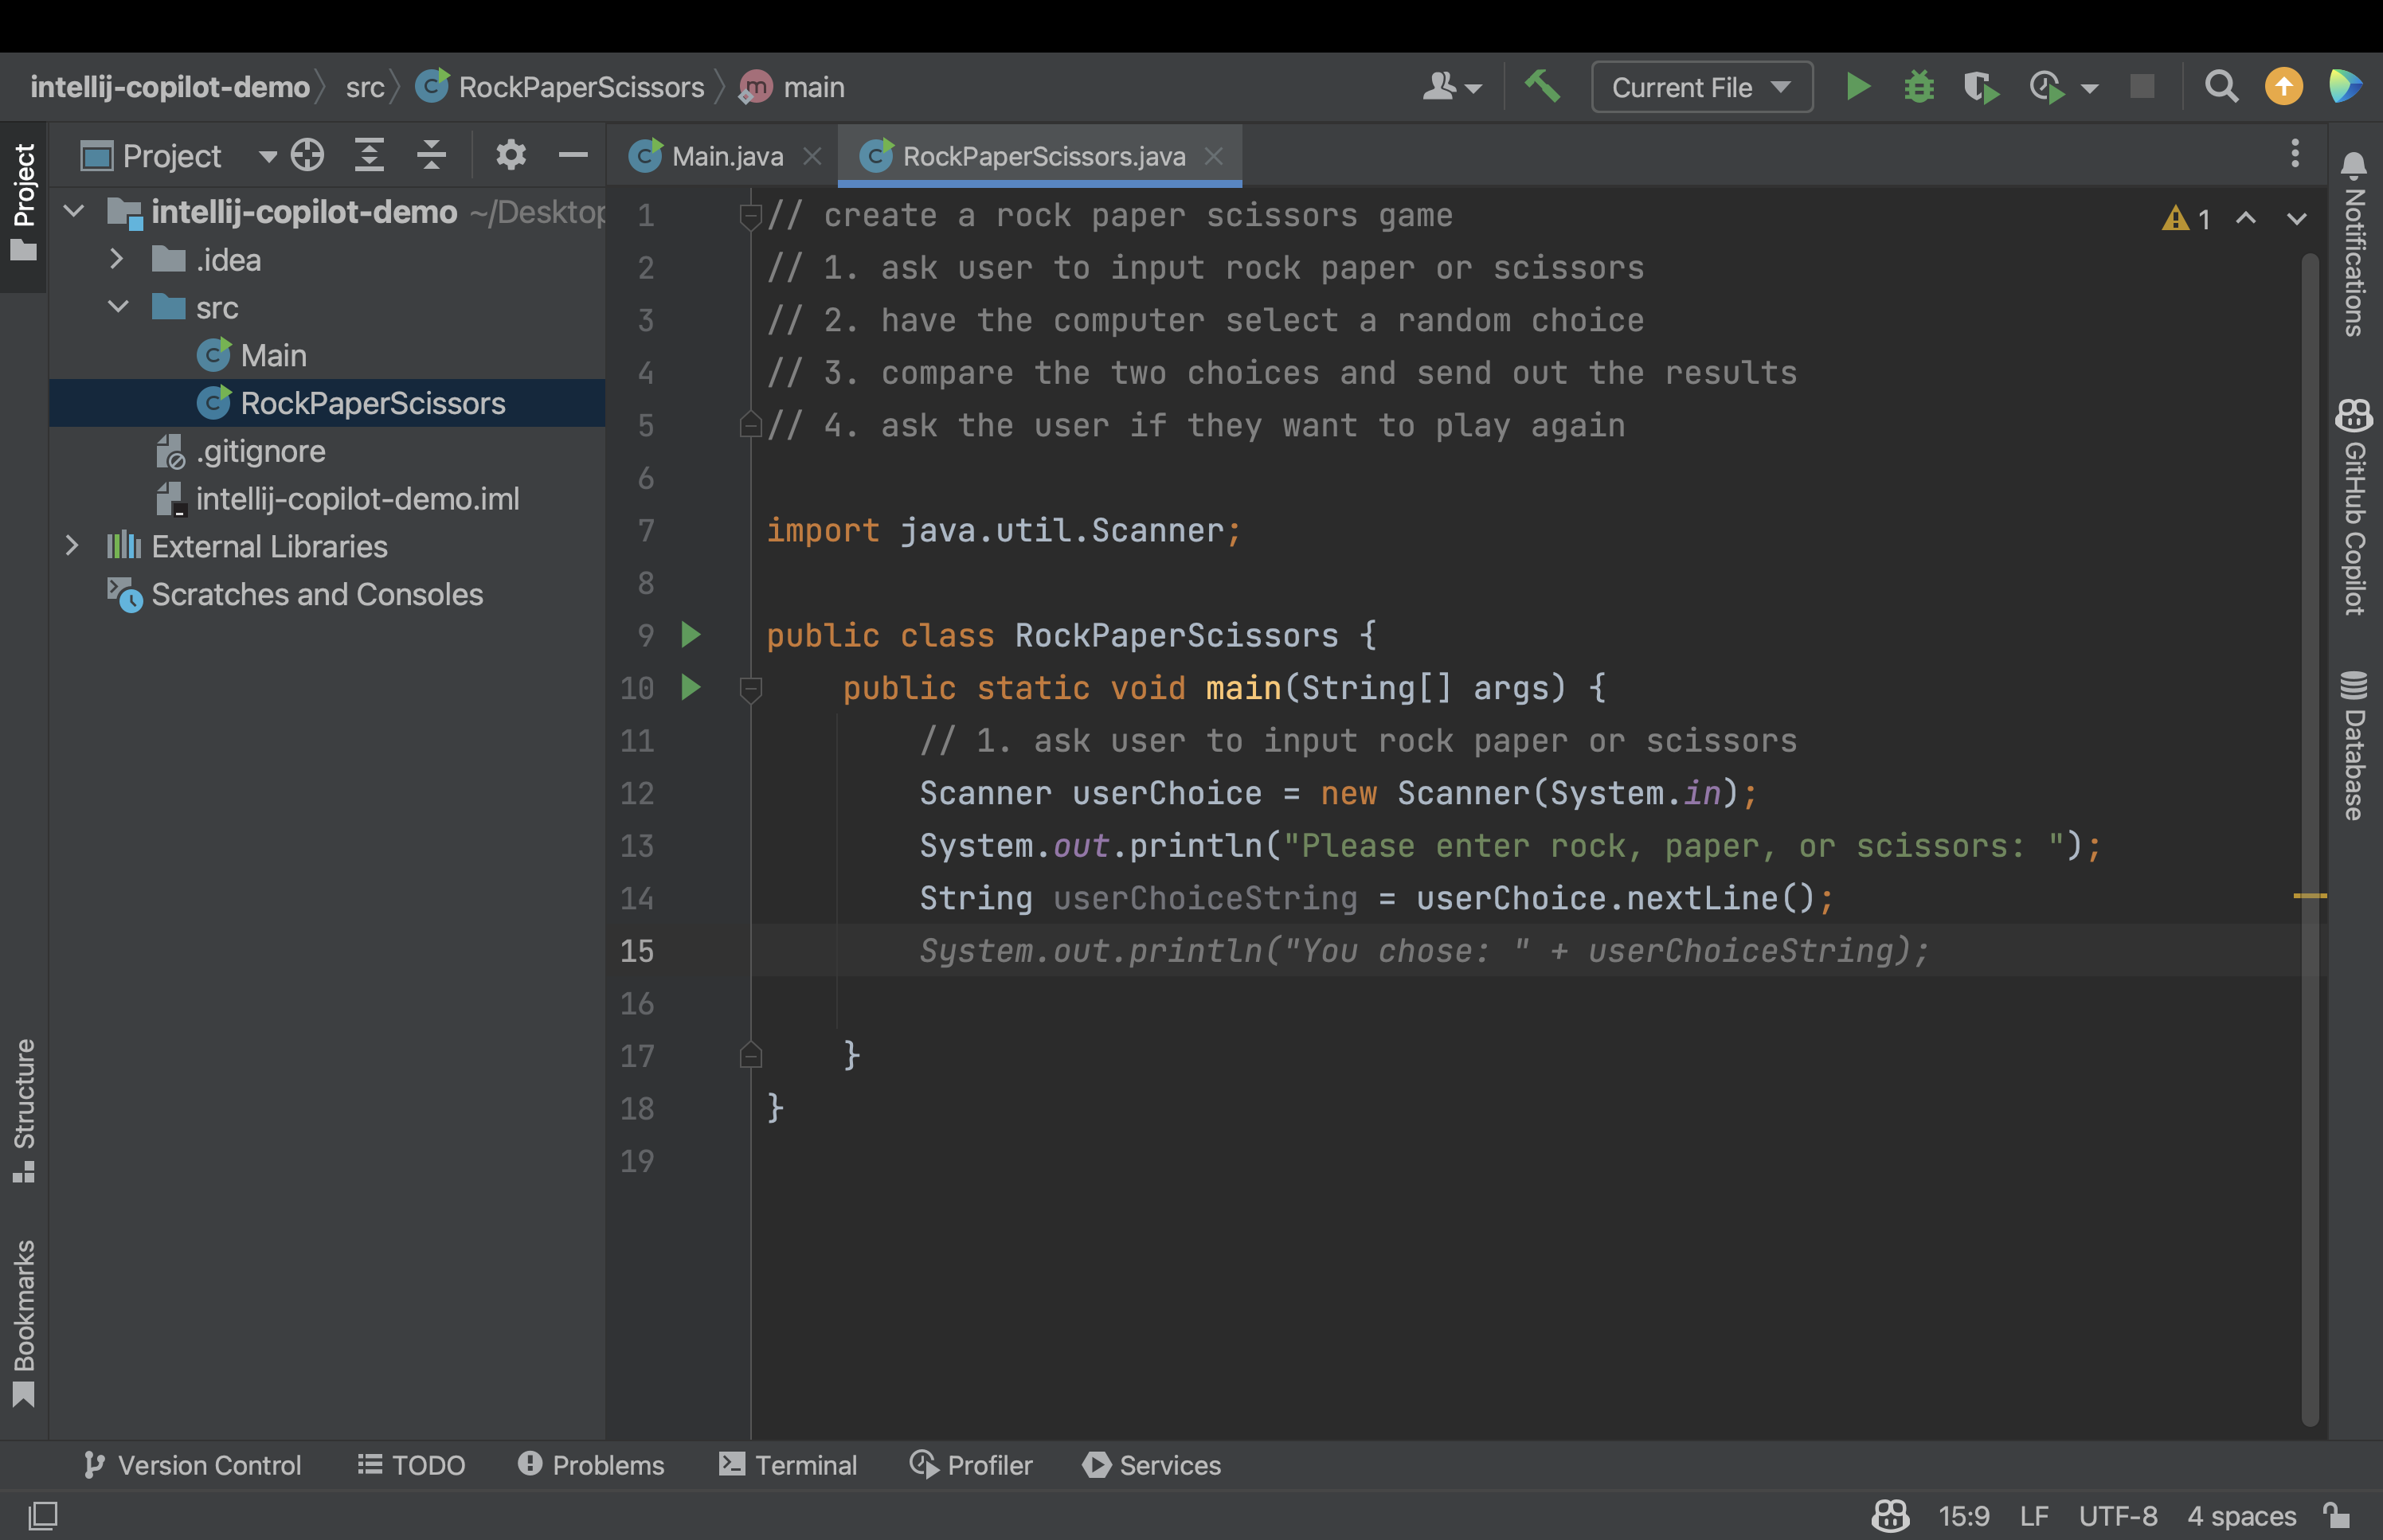 intellij-copilot-demo src RockPaperScissors main
Current File
Project
Main.java
RockPaperScissors.java
Project
intellij-copilot-demo ~/Desktop
.idea
src
Main
RockPaperScissors
.gitignore
intellij-copilot-demo.iml
External Libraries
Scratches and Consoles
Structure
Bookmarks
1 // create a rock paper scissors game
2 // 1. ask user to input rock paper or scissors
3 // 2. have the computer select a random choice
4 // 3. compare the two choices and send out the results
5 // 4. ask the user if they want to play again
6
7 import java.util.Scanner;
8
9 public class RockPaperScissors {
10 public static void main(String[] args) {
11 // 1. ask user to input rock paper or scissors
12 Scanner userChoice = new Scanner(System.in);
13 System.out.println("Please enter rock, paper, or scissors: ");
14 String userChoiceString = userChoice.nextLine();
15 System.out.println("You chose: " + userChoiceString);
16
17 }
18 }
19
1
Notifications
GitHub Copilot
Database
Version Control
TODO
Problems
Terminal
Profiler
Services
15:9 LF UTF-8 4 spaces